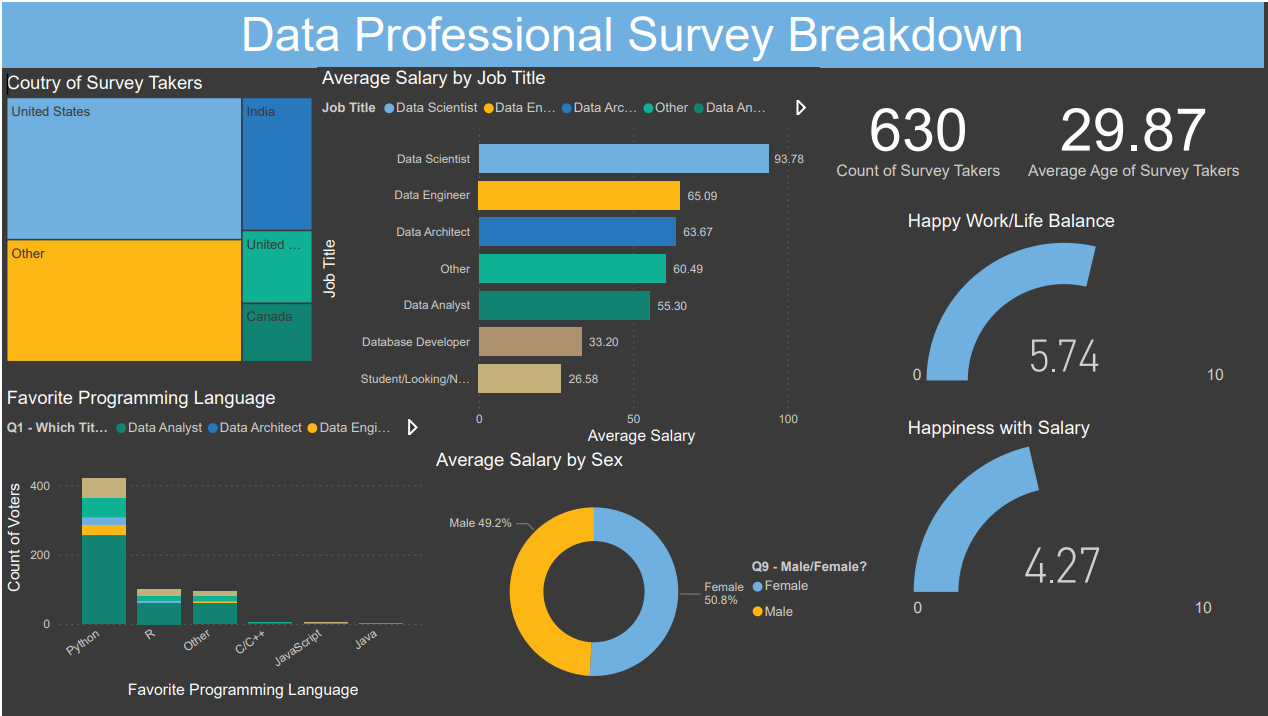 Data Professional Survey Breakdown
Coutry of Survey Takers
United States
India
Other
United …
Canada
Average Salary by Job Title
Job Title Data Scientist Data En… Data Arc… Other Data An…
Job Title
Data Scientist 93.78
Data Engineer 65.09
Data Architect 63.67
Other 60.49
Data Analyst 55.30
Database Developer 33.20
Student/Looking/N… 26.58
0 50 100
Average Salary
630
Count of Survey Takers
29.87
Average Age of Survey Takers
Happy Work/Life Balance
5.74
0 10
Happiness with Salary
4.27
0 10
Favorite Programming Language
Q1 - Which Tit… Data Analyst Data Architect Data Engi…
Count of Voters
400
200
0
Python R Other C/C++ JavaScript Java
Favorite Programming Language
Average Salary by Sex
Male 49.2%
Female
50.8%
Q9 - Male/Female?
Female
Male